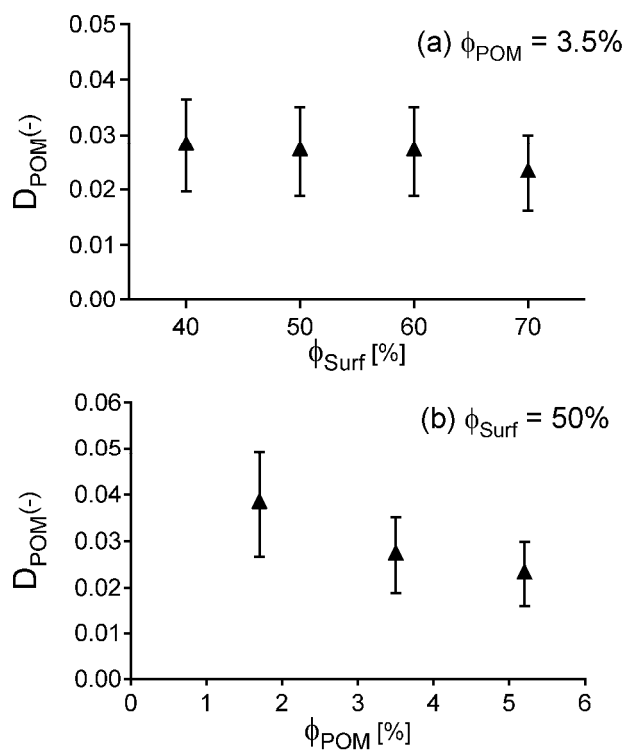 0.05
(a) ϕPOM = 3.5%
0.04
0.03
0.02
0.01
0.00
DPOM(-)
40 50 60 70
ϕSurf [%]
0.06
(b) ϕSurf = 50%
0.05
0.04
0.03
0.02
0.01
0.00
DPOM(-)
0 1 2 3 4 5 6
ϕPOM [%]